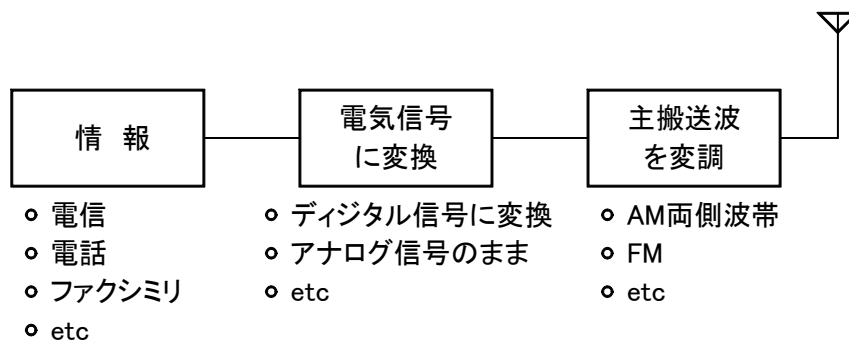 情 報
電気信号
に変換
主搬送波
を変調
電信
電話
ファクシミリ
etc
ディジタル信号に変換
アナログ信号のまま
etc
AM両側波帯
FM
etc